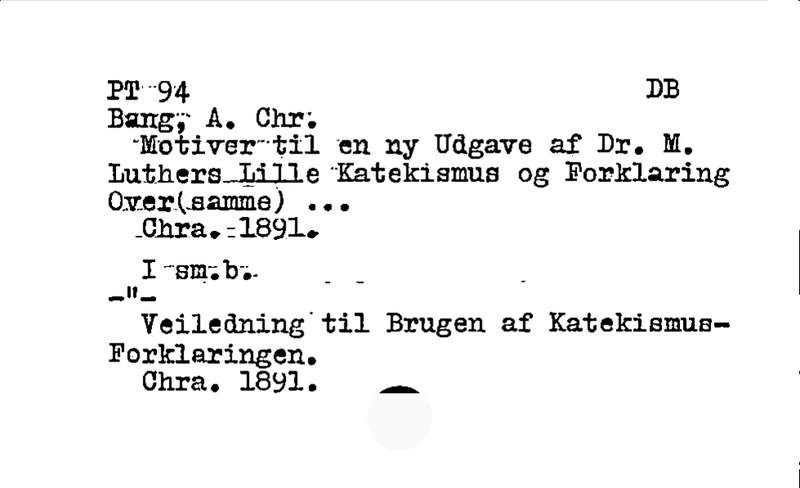 PT 94 DB
Bang, A. Chr.
Motiver til en ny Udgave af Dr. M.
Luthers Lille Katekismus og Forklaring
Over(samme) ...
Chra. 1891.
I sm.b.
-"-
Veiledning til Brugen af Katekismus-
Forklaringen.
Chra. 1891.